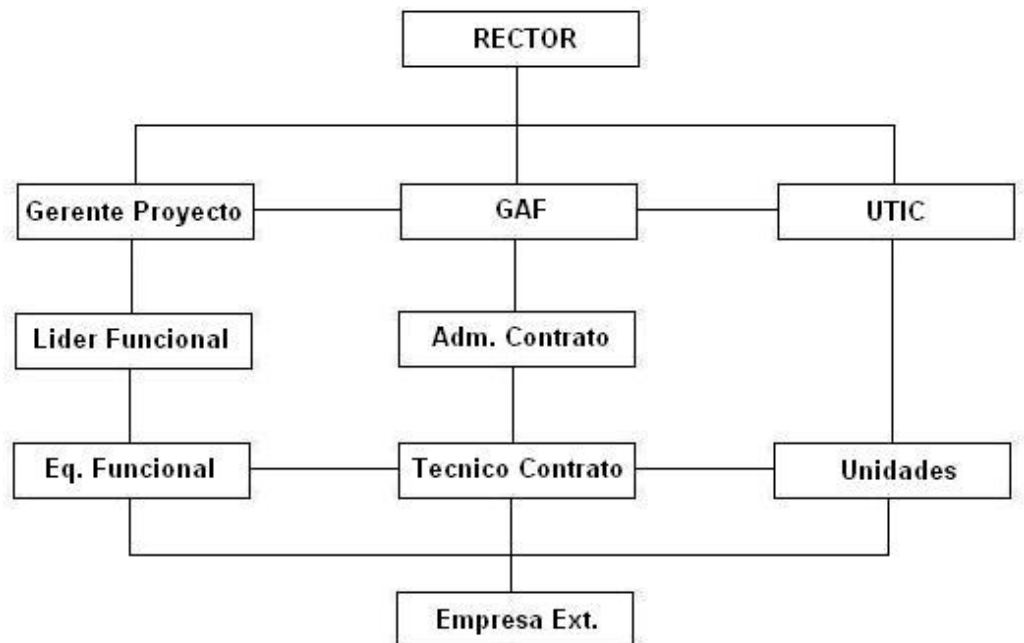 RECTOR
Gerente Proyecto
GAF
UTIC
Lider Funcional
Adm. Contrato
Eq. Funcional
Tecnico Contrato
Unidades
Empresa Ext.